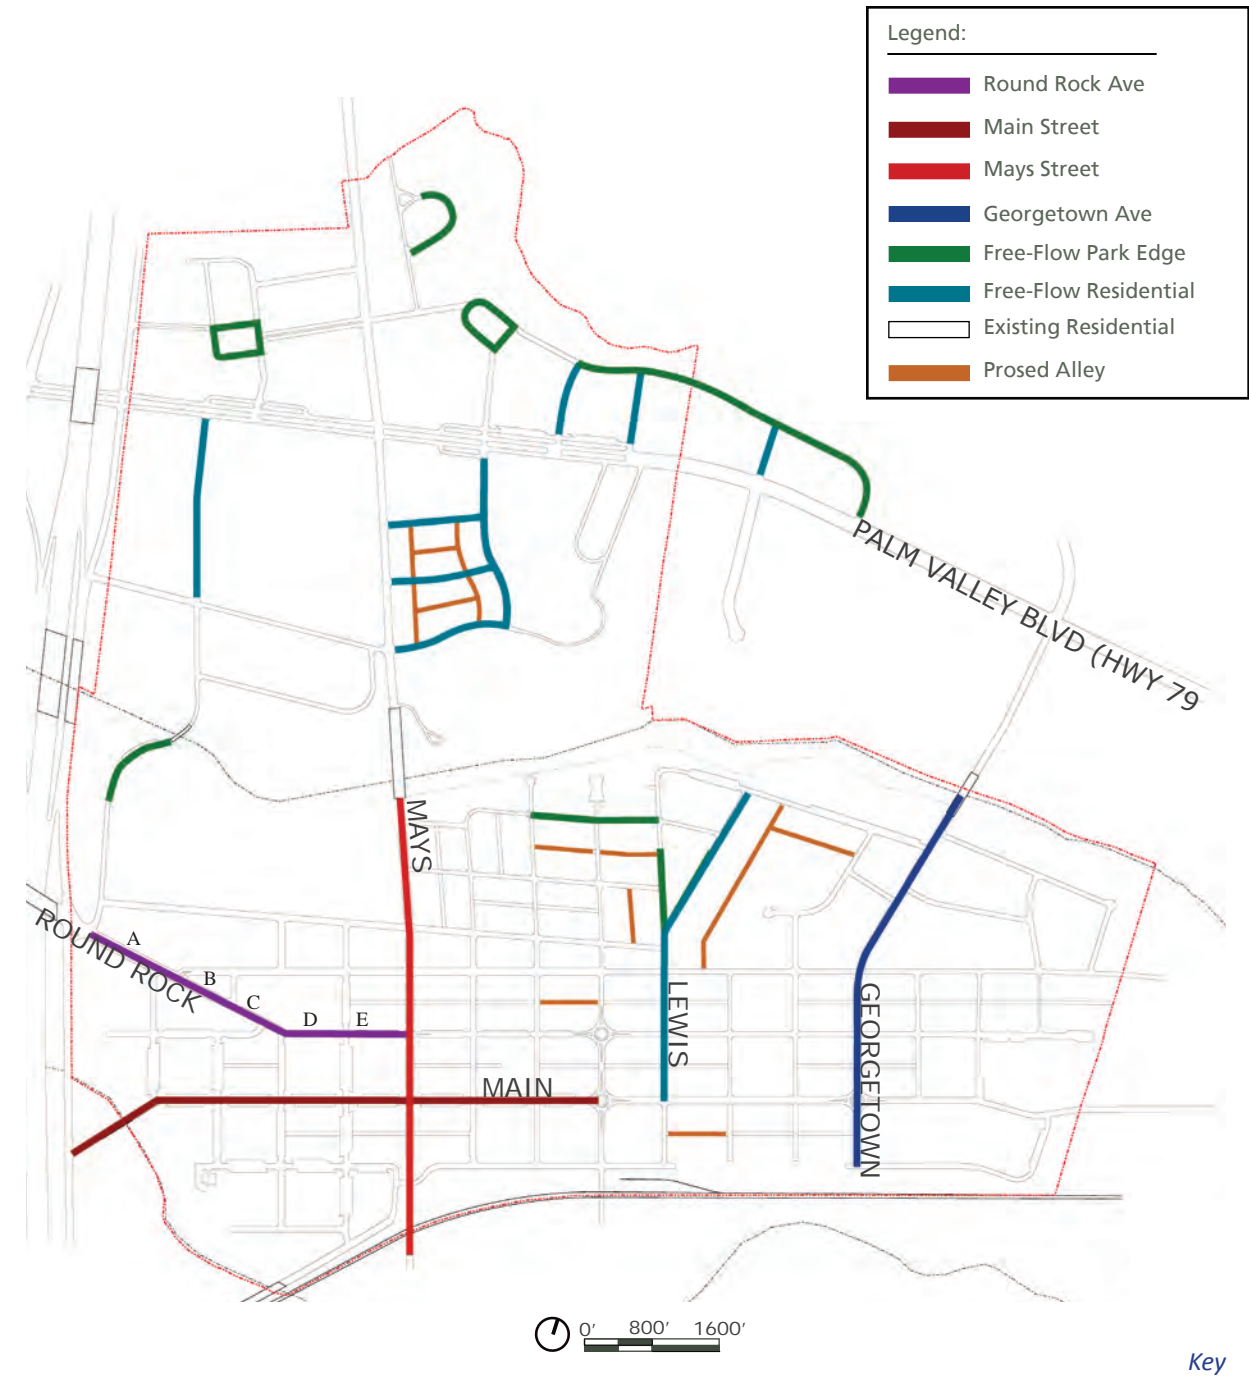 Legend:
Round Rock Ave
Main Street
Mays Street
Georgetown Ave
Free-Flow Park Edge
Free-Flow Residential
Existing Residential
Prosed Alley
PALM VALLEY BLVD (HWY 79
MAYS
ROUND ROCK
A
B
C
D
E
LEWIS
GEORGETOWN
MAIN
0' 800' 1600'
Key